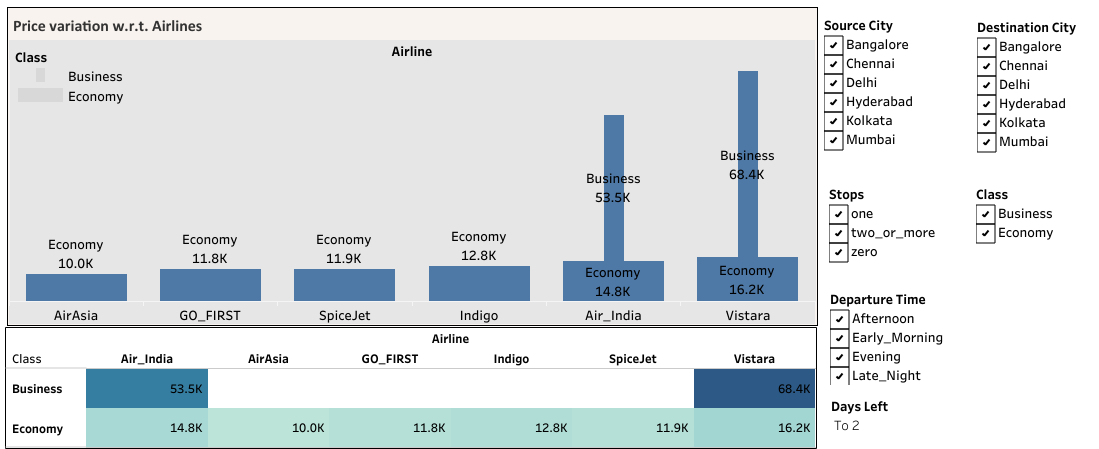 Price variation w.r.t. Airlines
Airline
Class
Business
Economy
Economy
10.0K
Economy
11.8K
Economy
11.9K
Economy
12.8K
Business
53.5K
Economy
14.8K
Business
68.4K
Economy
16.2K
AirAsia GO_FIRST SpiceJet Indigo Air_India Vistara
Airline
Class Air_India AirAsia GO_FIRST Indigo SpiceJet Vistara
Business 53.5K 68.4K
Economy 14.8K 10.0K 11.8K 12.8K 11.9K 16.2K
Source City
Bangalore
Chennai
Delhi
Hyderabad
Kolkata
Mumbai
Destination City
Bangalore
Chennai
Delhi
Hyderabad
Kolkata
Mumbai
Stops
one
two_or_more
zero
Class
Business
Economy
Departure Time
Afternoon
Early_Morning
Evening
Late_Night
Days Left
To 2